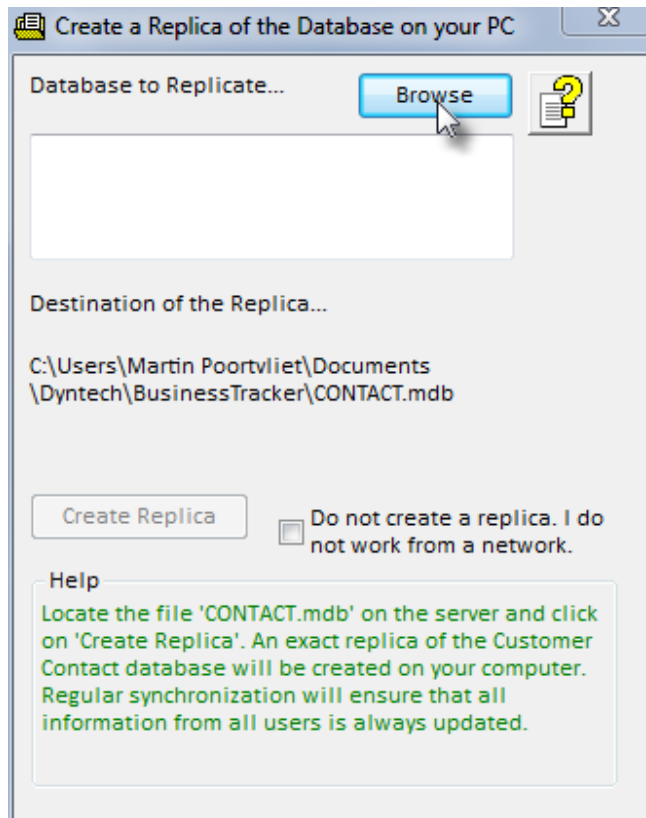 Create a Replica of the Database on your PC
Database to Replicate...
Browse
Destination of the Replica...
C:\Users\Martin Poortvliet\Documents
\Dyntech\BusinessTracker\CONTACT.mdb
Create Replica
Do not create a replica. I do
not work from a network.
Help
Locate the file 'CONTACT.mdb' on the server and click
on 'Create Replica'. An exact replica of the Customer
Contact database will be created on your computer.
Regular synchronization will ensure that all
information from all users is always updated.